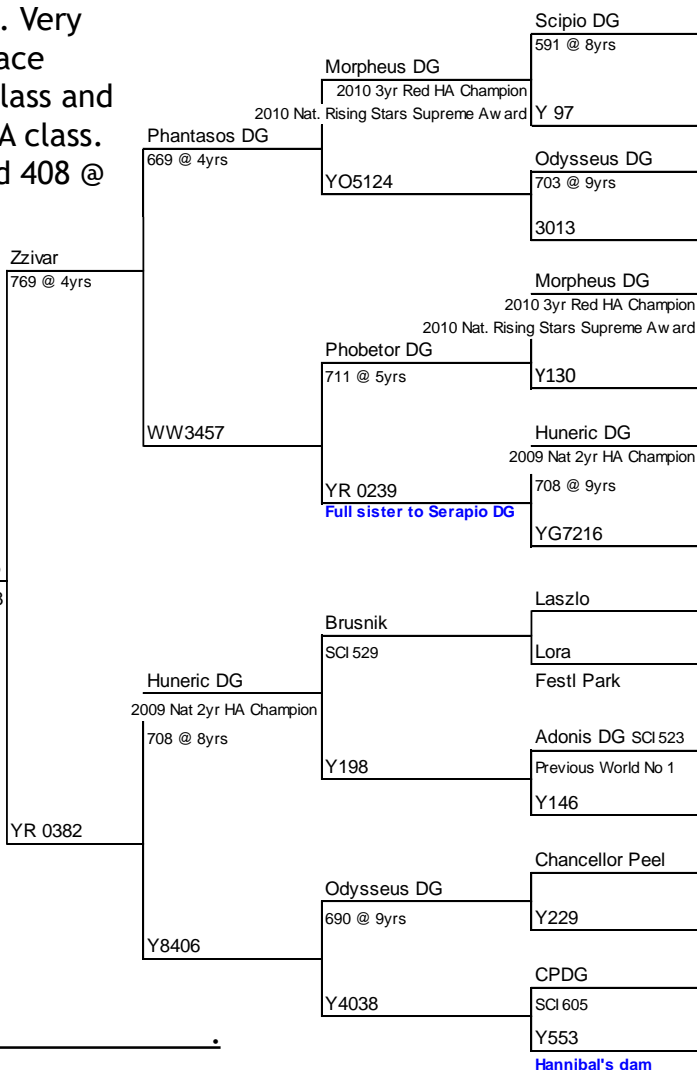 . Very
ace
lass and
A class.
d 408 @
Scipio DG
591 @ 8yrs
Morpheus DG
2010 3yr Red HA Champion
2010 Nat. Rising Stars Supreme Award
Y 97
Phantasos DG
669 @ 4yrs
Odysseus DG
703 @ 9yrs
YO5124
3013
Zzivar
769 @ 4yrs
Morpheus DG
2010 3yr Red HA Champion
2010 Nat. Rising Stars Supreme Award
Phobetor DG
711 @ 5yrs
Y130
WW3457
Huneric DG
2009 Nat 2yr HA Champion
708 @ 9yrs
YR 0239
Full sister to Serapio DG
YG7216
Laszlo
Brusnik
SCI 529
Lora
Festl Park
Huneric DG
2009 Nat 2yr HA Champion
708 @ 8yrs
Adonis DG SCI 523
Previous World No 1
Y198
Y146
YR 0382
Chancellor Peel
Odysseus DG
690 @ 9yrs
Y229
Y8406
CPDG
SCI 605
Y4038
Y553
Hannibal's dam
.